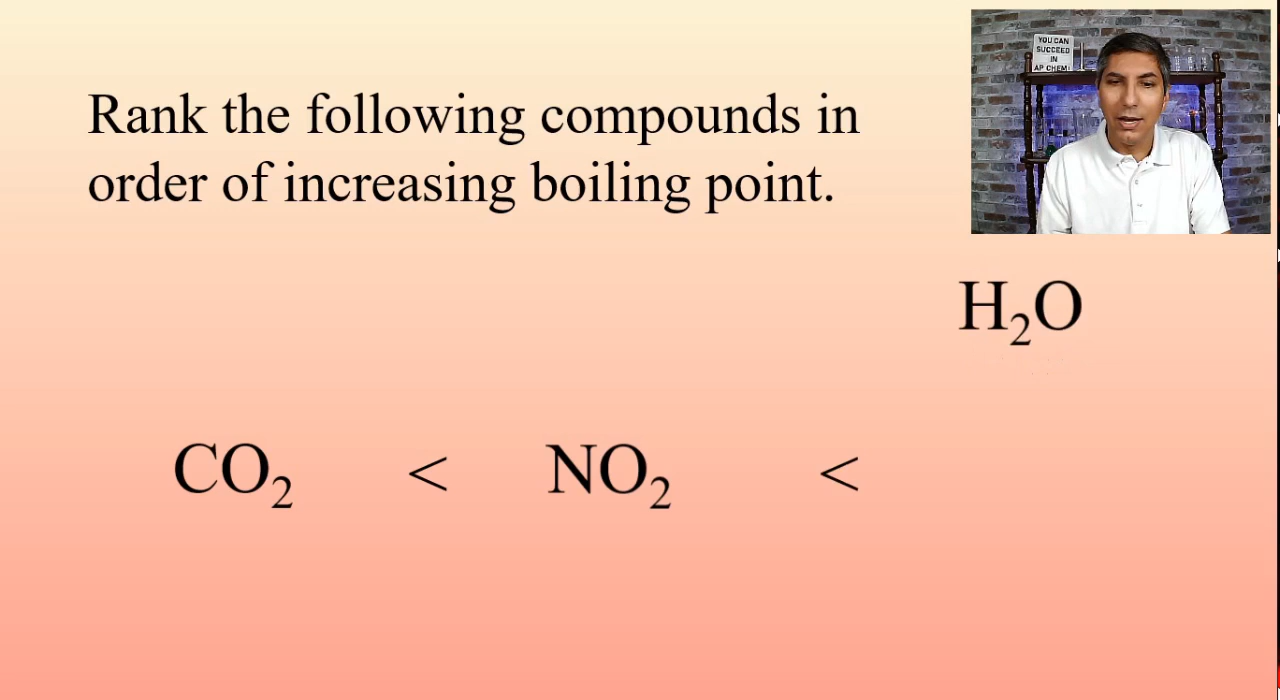 YOU CAN
SUCCEED
IN
AP CHEM!
Rank the following compounds in
order of increasing boiling point.
H₂O
CO₂ < NO₂ <